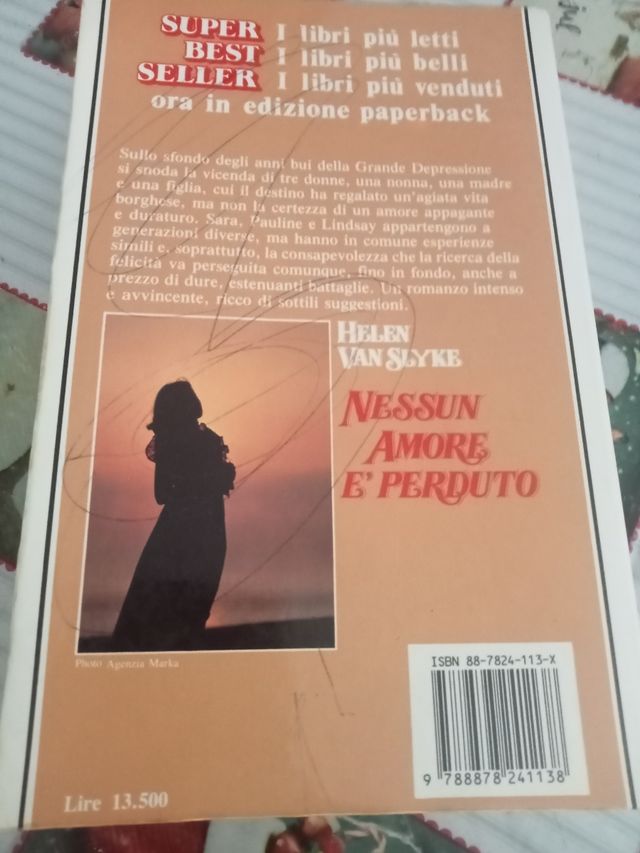 SUPER
BEST
SELLER
I libri più letti
I libri più belli
I libri più venduti
ora in edizione paperback
Sullo sfondo degli anni bui della Grande Depressione
si snoda la vicenda di tre donne, una nonna, una madre
e una figlia, cui il destino ha regalato un'agiata vita
borghese, ma non la certezza di un amore appagante
e duraturo. Sara, Pauline e Lindsay appartengono a
generazioni diverse, ma hanno in comune esperienze
simili e, soprattutto, la consapevolezza che la ricerca della
felicità va perseguita comunque, fino in fondo, anche a
prezzo di dure, estenuanti battaglie. Un romanzo intenso
e avvincente, ricco di sottili suggestioni.
HELEN
VAN SLYKE
NESSUN
AMORE
E' PERDUTO
Photo Agenzia Marka
ISBN 88-7824-113-X
9 788878 241138
Lire 13.500